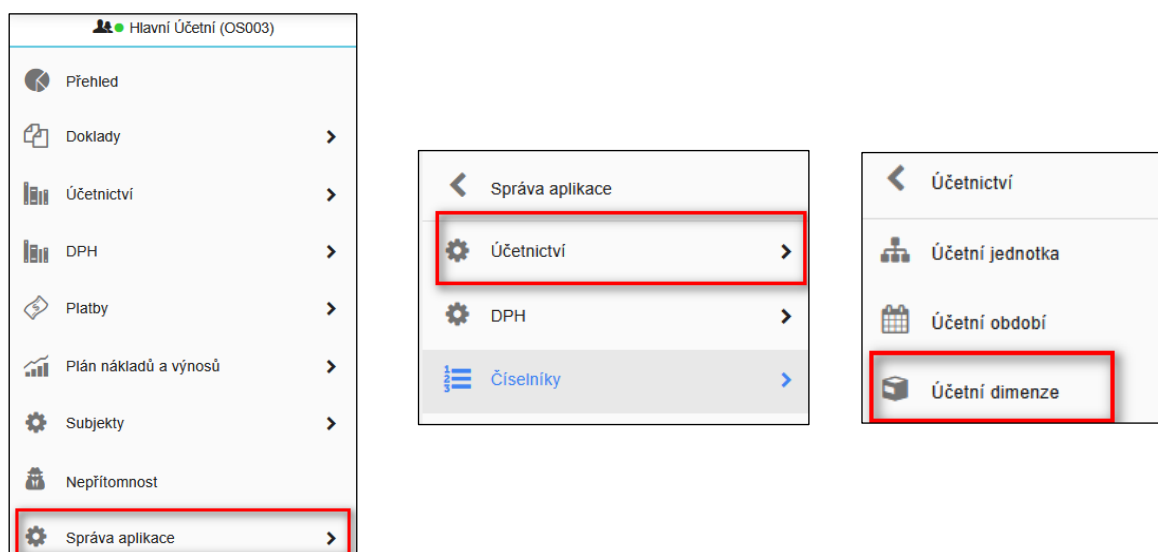 Hlavní Účetní (OS003)
Přehled
Doklady
Účetnictví
DPH
Platby
Plán nákladů a výnosů
Subjekty
Nepřítomnost
Správa aplikace
Správa aplikace
Účetnictví
DPH
Číselníky
Účetnictví
Účetní jednotka
Účetní období
Účetní dimenze